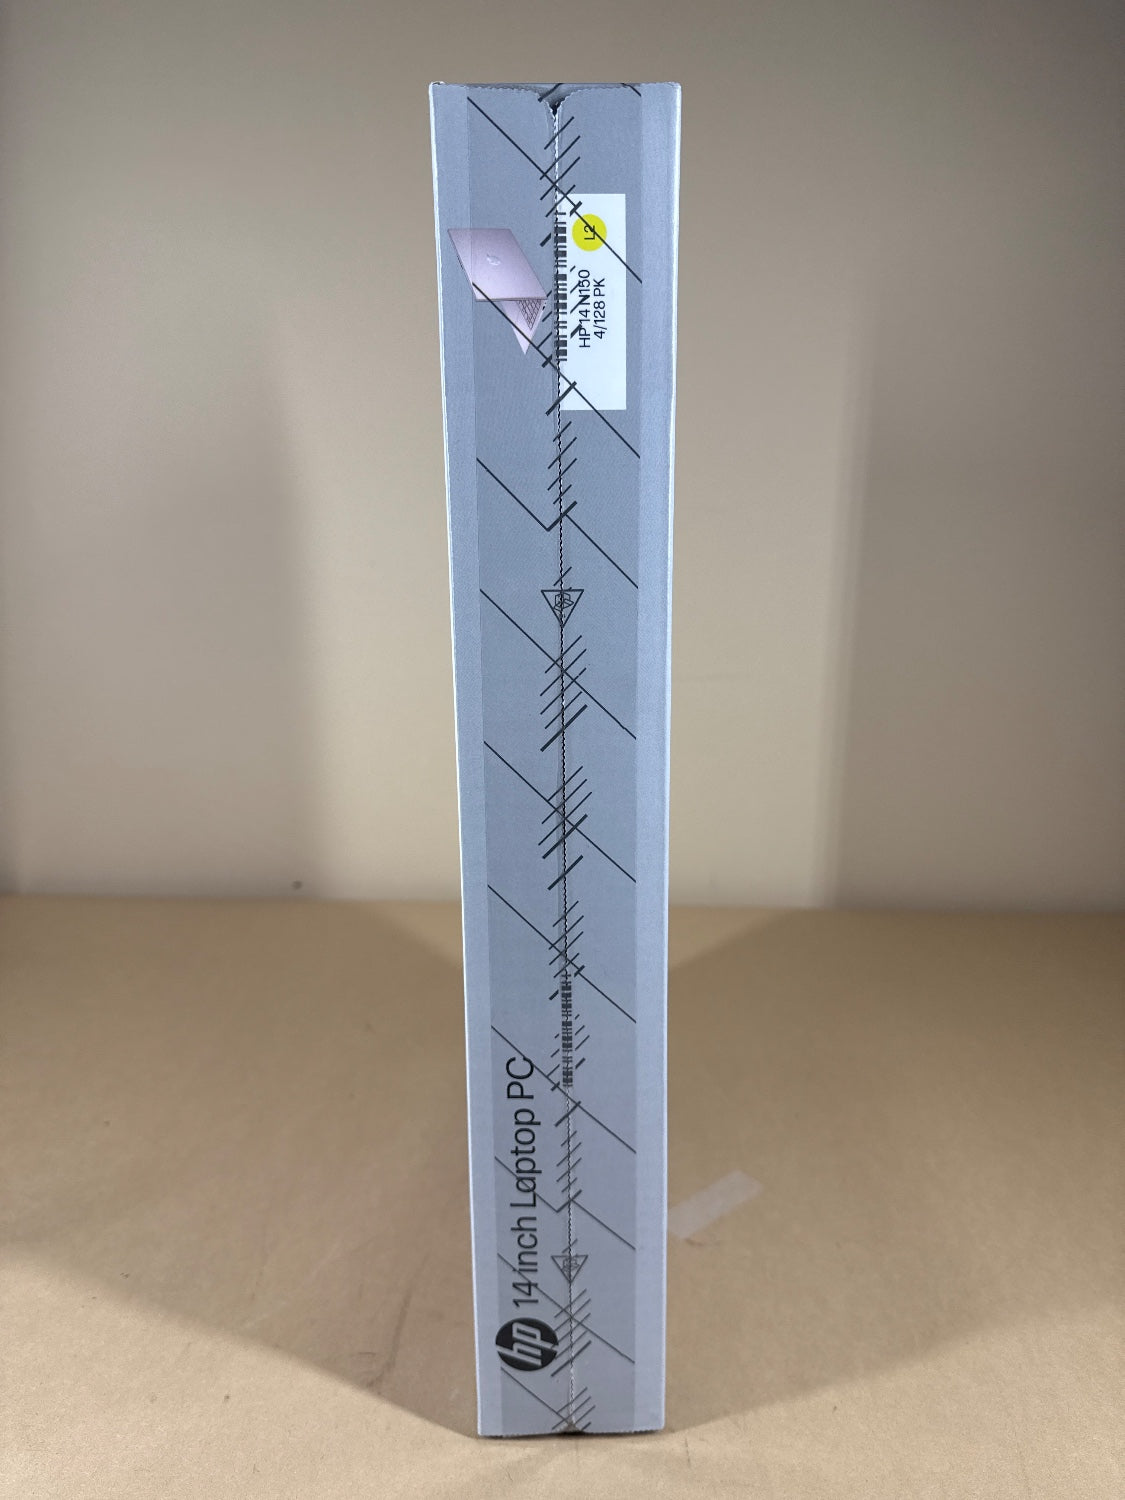 L2
HP 14 N150
4/128 PK
hp 14 inch Laptop PC